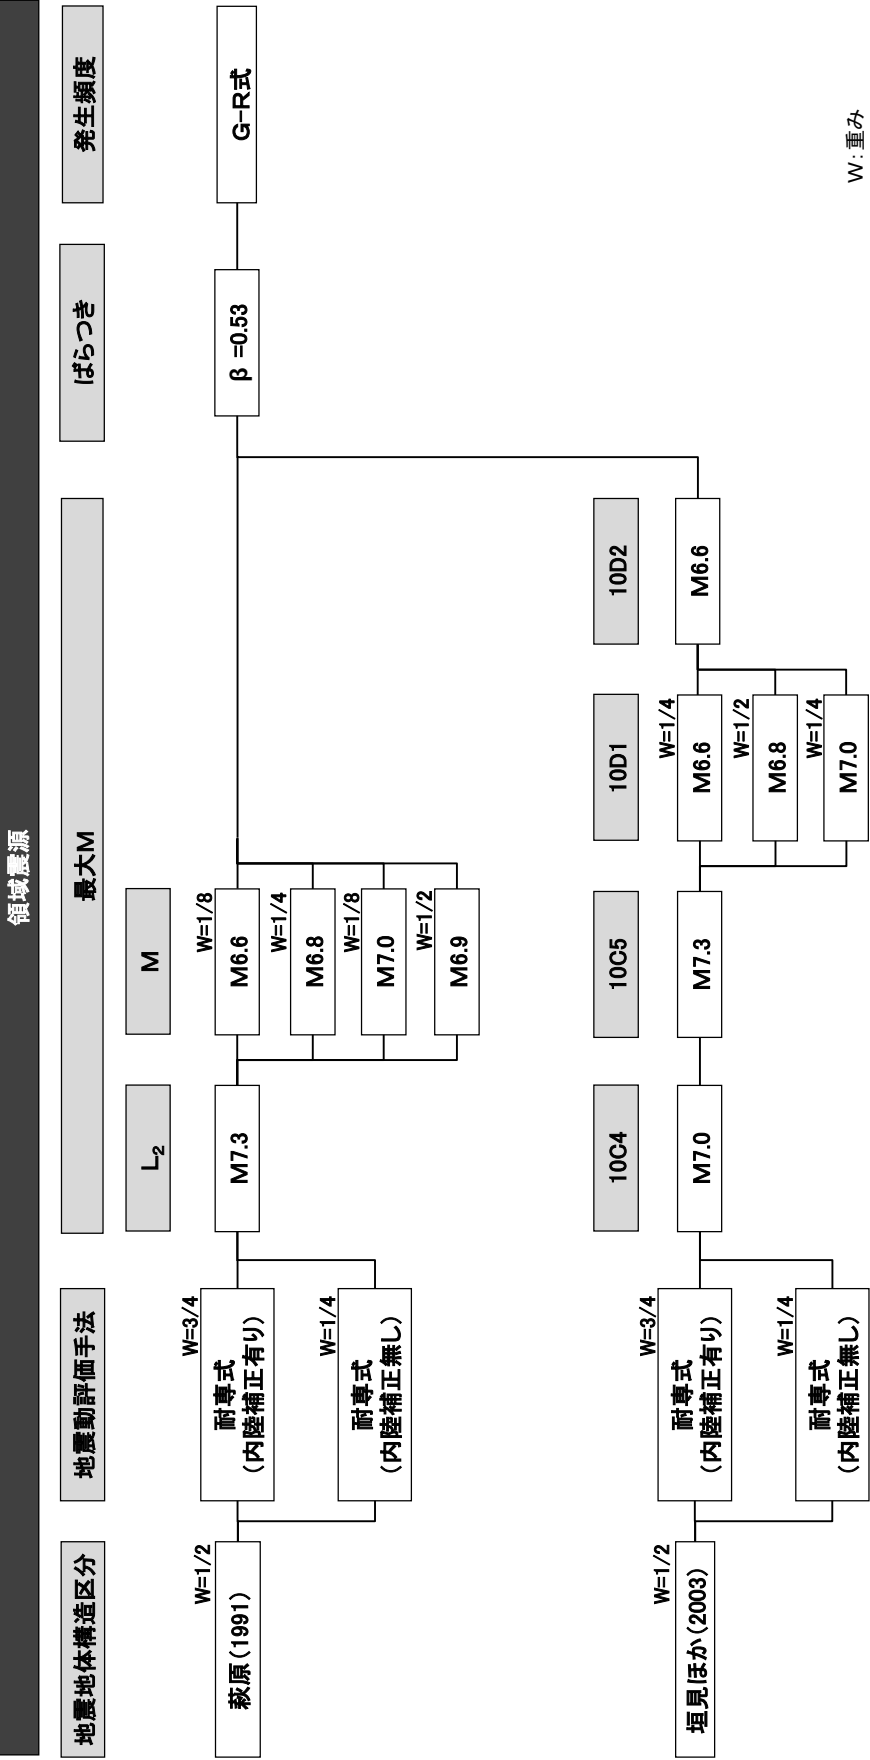 領域震源
地震地体構造区分
地震動評価手法
最大M
ばらつき
発生頻度
L₂
M
W=1/2
萩原(1991)
W=3/4
耐専式
(内陸補正有り)
W=1/4
耐専式
(内陸補正無し)
M7.3
W=1/8
M6.6
W=1/4
M6.8
W=1/8
M7.0
W=1/2
M6.9
β =0.53
G-R式
10C4
10C5
10D1
10D2
W=1/2
垣見ほか(2003)
W=3/4
耐専式
(内陸補正有り)
W=1/4
耐専式
(内陸補正無し)
M7.0
M7.3
W=1/4
M6.6
W=1/2
M6.8
W=1/4
M7.0
M6.6
W:重み